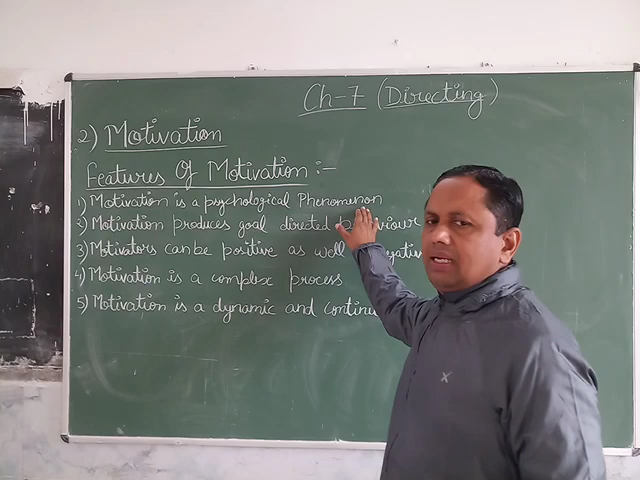 Ch-7 (Directing)
2) Motivation
Features Of Motivation :-
1) Motivation is a psychological Phenomenon
2) Motivation produces goal directed
3) Motivators can be positive as well
4) Motivation is a complex process
5) Motivation is a dynamic and